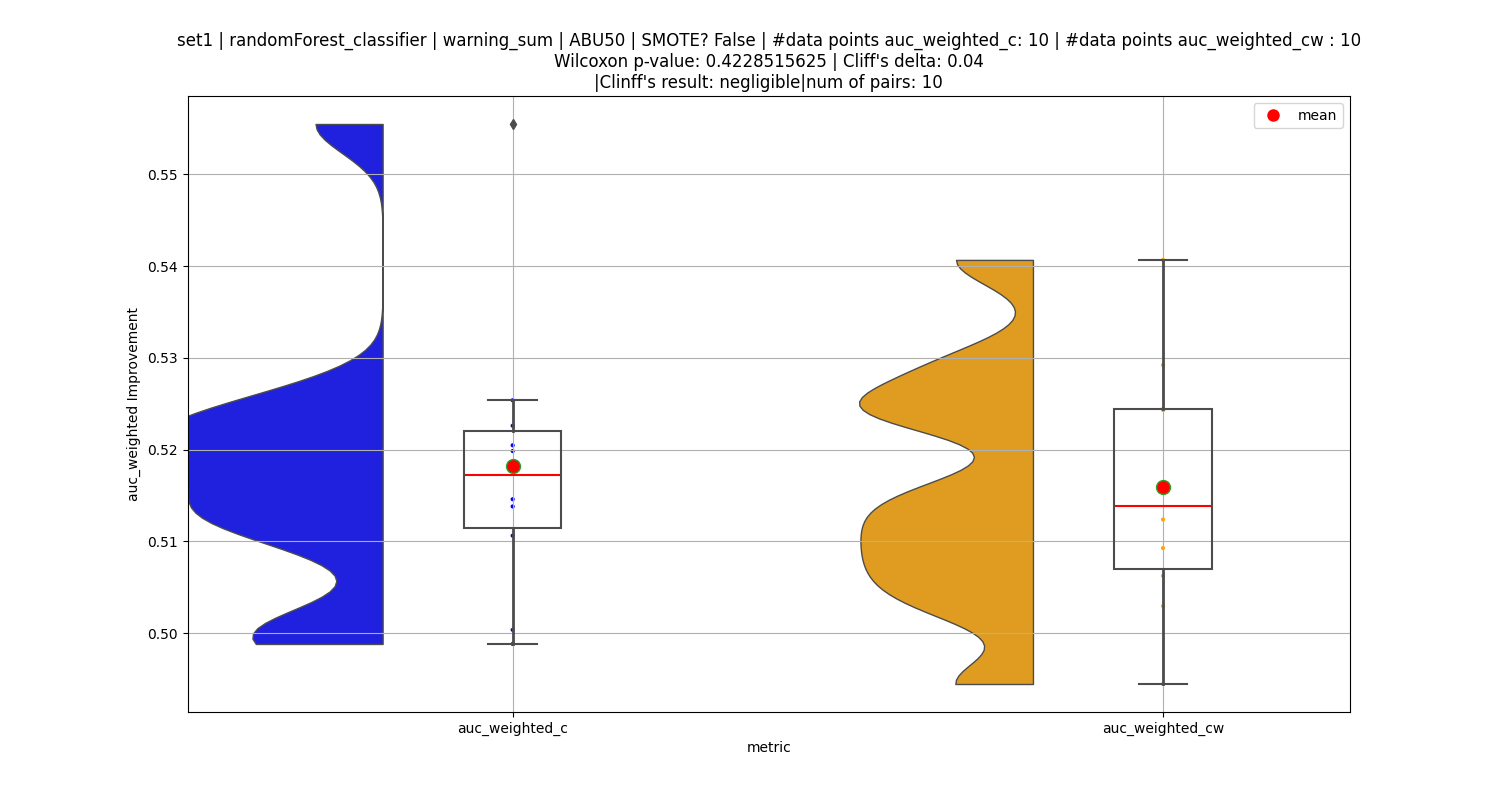 set1 | randomForest_classifier | warning_sum | ABU50 | SMOTE? False | #data points auc_weighted_c: 10 | #data points auc_weighted_cw : 10
Wilcoxon p-value: 0.4228515625 | Cliff's delta: 0.04
|Clinff's result: negligible|num of pairs: 10
mean
0.55
0.54
0.53
0.52
0.51
0.50
auc_weighted Improvement
auc_weighted_c
auc_weighted_cw
metric